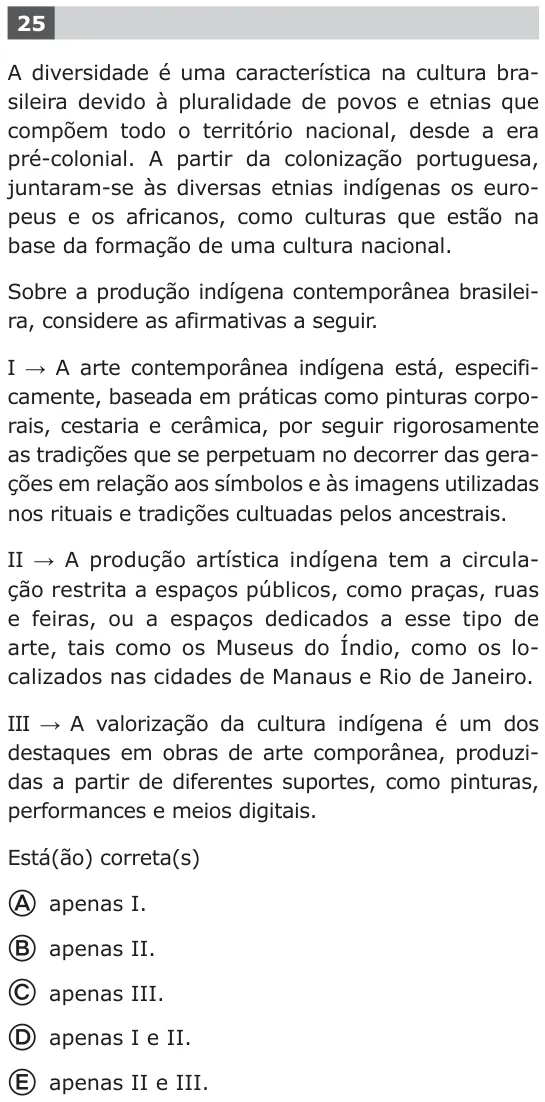 25
A diversidade é uma característica na cultura bra-
sileira devido à pluralidade de povos e etnias que
compõem todo o território nacional, desde a era
pré-colonial. A partir da colonização portuguesa,
juntaram-se às diversas etnias indígenas os euro-
peus e os africanos, como culturas que estão na
base da formação de uma cultura nacional.
Sobre a produção indígena contemporânea brasilei-
ra, considere as afirmativas a seguir.
I → A arte contemporânea indígena está, especifi-
camente, baseada em práticas como pinturas corpo-
rais, cestaria e cerâmica, por seguir rigorosamente
as tradições que se perpetuam no decorrer das gera-
ções em relação aos símbolos e às imagens utilizadas
nos rituais e tradições cultuadas pelos ancestrais.
II → A produção artística indígena tem a circula-
ção restrita a espaços públicos, como praças, ruas
e feiras, ou a espaços dedicados a esse tipo de
arte, tais como os Museus do Índio, como os lo-
calizados nas cidades de Manaus e Rio de Janeiro.
III → A valorização da cultura indígena é um dos
destaques em obras de arte comporânea, produzi-
das a partir de diferentes suportes, como pinturas,
performances e meios digitais.
Está(ão) correta(s)
A apenas I.
B apenas II.
C apenas III.
D apenas I e II.
E apenas II e III.